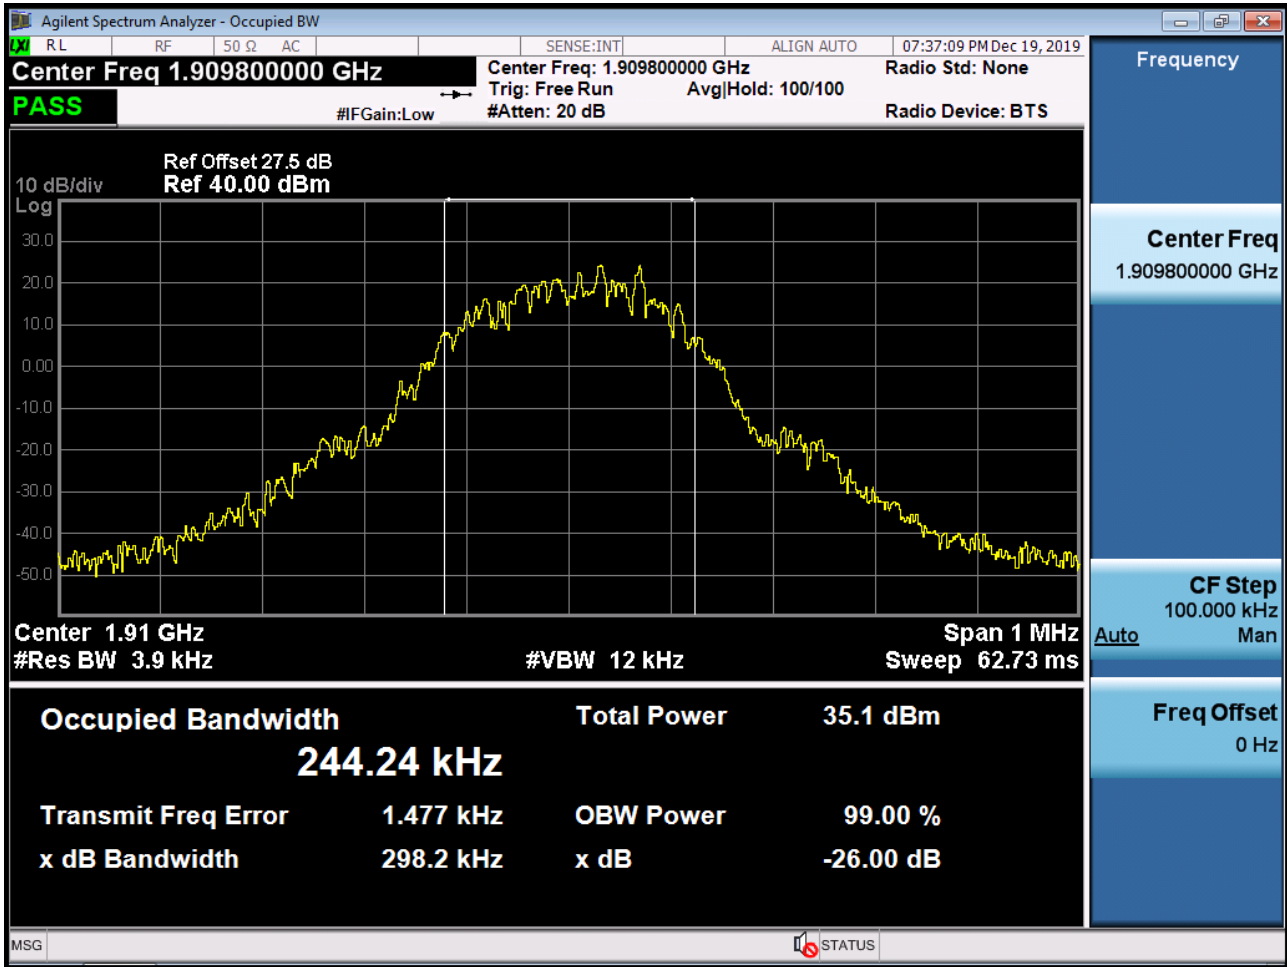 Agilent Spectrum Analyzer - Occupied BW
LXI RL RF 50 Ω AC SENSE:INT ALIGN AUTO 07:37:09 PM Dec 19, 2019
Center Freq 1.909800000 GHz
Center Freq: 1.909800000 GHz
Radio Std: None
Trig: Free Run Avg|Hold: 100/100
PASS
#IFGain:Low
#Atten: 20 dB
Radio Device: BTS
Ref Offset 27.5 dB
10 dB/div Ref 40.00 dBm
Log
30.0
20.0
10.0
0.00
-10.0
-20.0
-30.0
-40.0
-50.0
Center 1.91 GHz Span 1 MHz
#Res BW 3.9 kHz #VBW 12 kHz Sweep 62.73 ms
Occupied Bandwidth Total Power 35.1 dBm
244.24 kHz
Transmit Freq Error 1.477 kHz OBW Power 99.00 %
x dB Bandwidth 298.2 kHz x dB -26.00 dB
MSG STATUS
Frequency
Center Freq
1.909800000 GHz
CF Step
100.000 kHz
Auto Man
Freq Offset
0 Hz